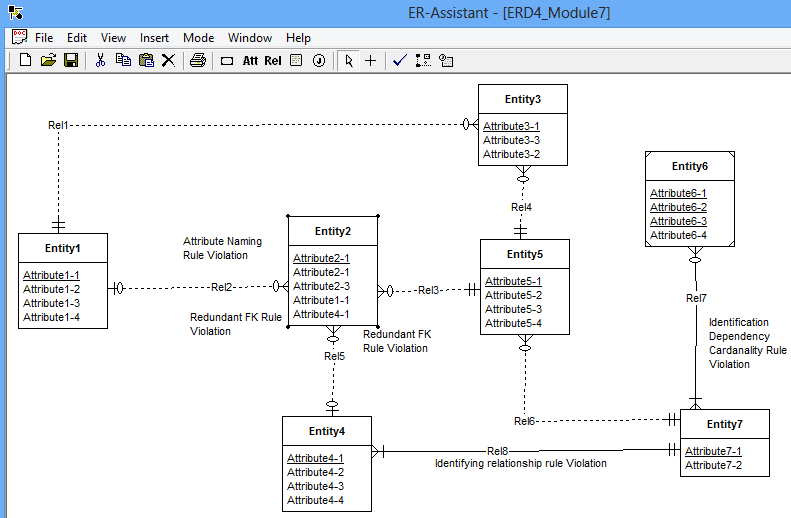 ER-Assistant - [ERD4_Module7]
DOC
File Edit View Insert Mode Window Help
Att Rel J
Entity3
Attribute3-1
Attribute3-3
Attribute3-2
Rel1
Entity6
Attribute6-1
Attribute6-2
Attribute6-3
Attribute6-4
Rel4
Entity1
Attribute1-1
Attribute1-2
Attribute1-3
Attribute1-4
Attribute Naming
Rule Violation
Entity2
Attribute2-1
Attribute2-1
Attribute2-3
Attribute1-1
Attribute4-1
Entity5
Attribute5-1
Attribute5-2
Attribute5-3
Attribute5-4
Rel2
Rel3
Rel7
Redundant FK Rule
Violation
Redundant FK
Rule Violation
Identification
Dependency
Cardanality Rule
Violation
Rel5
Rel6
Entity4
Attribute4-1
Attribute4-2
Attribute4-3
Attribute4-4
Rel8
Identifying relationship rule Violation
Entity7
Attribute7-1
Attribute7-2